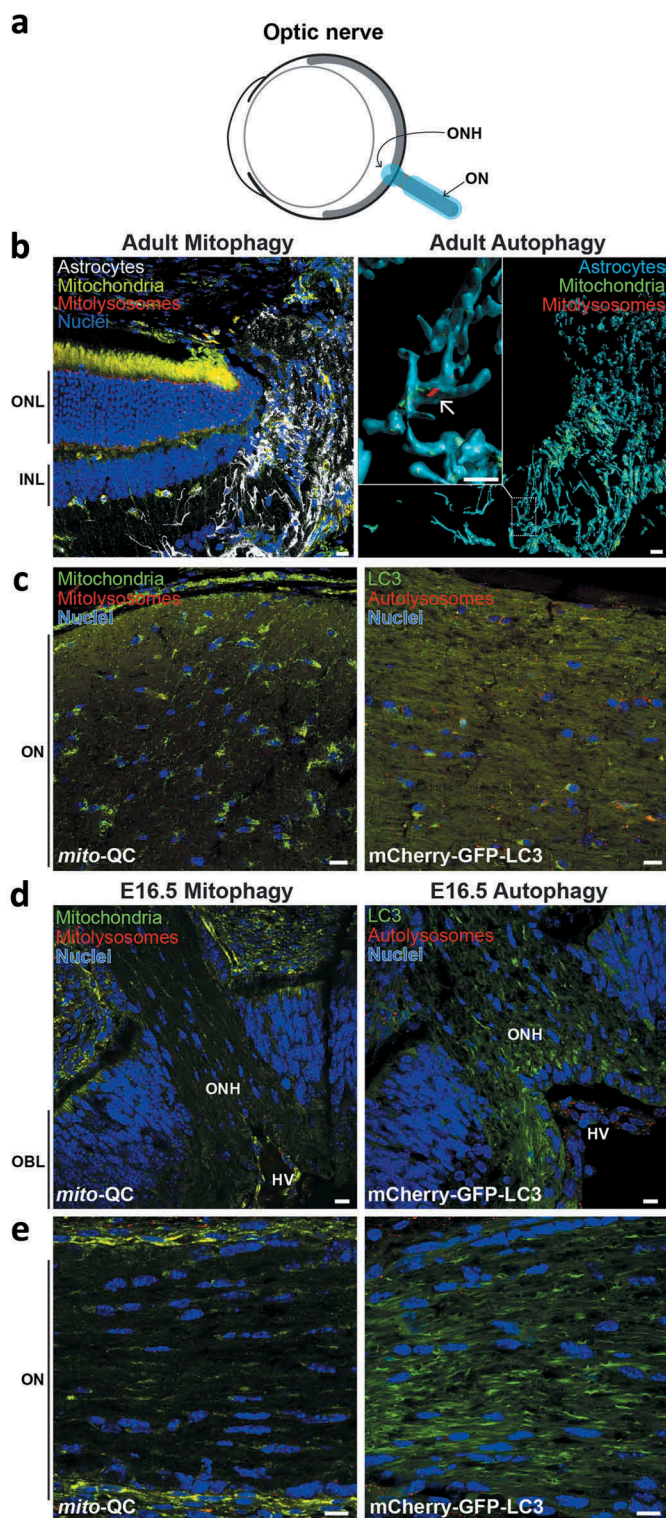 a
Optic nerve
ONH
ON
b
Adult Mitophagy
Adult Autophagy
Astrocytes
Mitochondria
Mitolysosomes
Nuclei
Astrocytes
Mitochondria
Mitolysosomes
ONL
INL
c
Mitochondria
Mitolysosomes
Nuclei
LC3
Autolysosomes
Nuclei
ON
mito-QC
mCherry-GFP-LC3
d
E16.5 Mitophagy
E16.5 Autophagy
Mitochondria
Mitolysosomes
Nuclei
LC3
Autolysosomes
Nuclei
ONH
ONH
OBL
HV
HV
mito-QC
mCherry-GFP-LC3
e
ON
mito-QC
mCherry-GFP-LC3